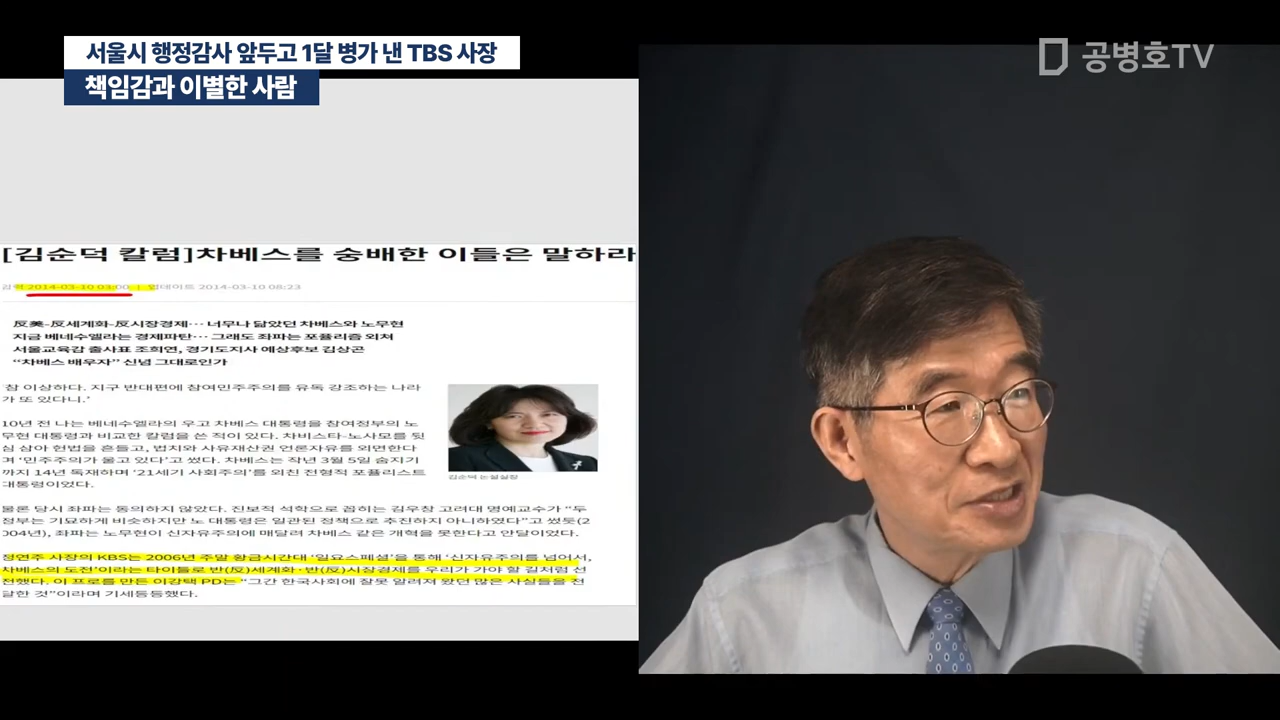 서울시 행정감사 앞두고 1달 병가 낸 TBS 사장
책임감과 이별한 사람
공병호TV
[김순덕 칼럼]차베스를 숭배한 이들은 말하라
입력 2014-03-10 03:00 | 업데이트 2014-03-10 08:23
反美-反세계화-反시장경제… 너무나 닮았던 차베스와 노무현
지금 베네수엘라는 경제파탄… 그래도 좌파는 포퓰리즘 외쳐
서울교육감 출사표 조희연, 경기도지사 예상후보 김상곤
“차베스 배우자” 신념 그대로인가
‘참 이상하다. 지구 반대편에 참여민주주의를 유독 강조하는 나라
가 또 있다니.’
10년 전 나는 베네수엘라의 우고 차베스 대통령을 참여정부의 노
무현 대통령과 비교한 칼럼을 쓴 적이 있다. 차비스타-노사모를 뒷
심 삼아 헌법을 흔들고, 법치와 사유재산권 언론자유를 외면한다
며 ‘민주주의가 울고 있다’고 썼다. 차베스는 작년 3월 5일 숨지기
까지 14년 독재하며 ‘21세기 사회주의’를 외친 전형적 포퓰리스트
대통령이었다.
김순덕 논설실장
물론 당시 좌파는 동의하지 않았다. 진보적 석학으로 꼽히는 김우창 고려대 명예교수가 “두
정부는 기묘하게 비슷하지만 노 대통령은 일관된 정책으로 추진하지 아니하였다”고 썼듯(2
004년), 좌파는 노무현이 신자유주의에 매달려 차베스 같은 개혁을 못한다고 안달이었다.
정연주 사장의 KBS는 2006년 주말 황금시간대 ‘일요스페셜’을 통해 ‘신자유주의를 넘어서,
차베스의 도전’이라는 타이틀로 반(反)세계화·반(反)시장경제를 우리가 가야 할 길처럼 선
전했다. 이 프로를 만든 이강택 PD는 “그간 한국사회에 잘못 알려져 왔던 많은 사실들을 전
달한 것”이라며 기세등등했다.